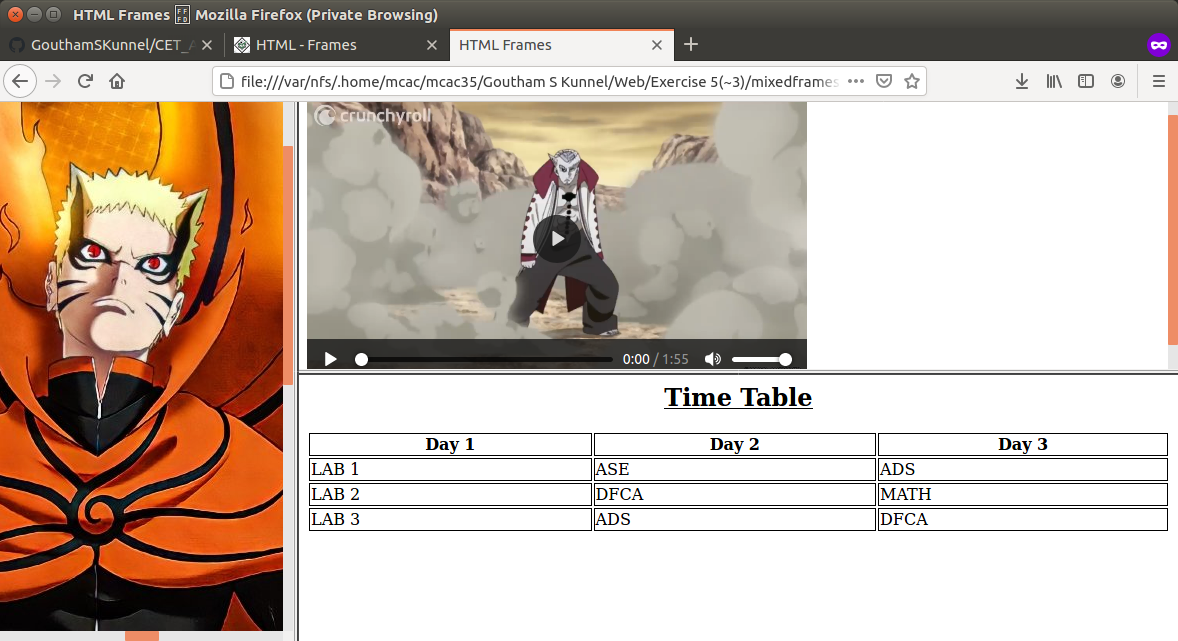 HTML Frames FFFD Mozilla Firefox (Private Browsing)
GouthamSKunnel/CET_A
HTML - Frames
HTML Frames
file:///var/nfs/.home/mcac/mcac35/Goutham S Kunnel/Web/Exercise 5(~3)/mixedframes
crunchyroll
0:00 / 1:55
Time Table
Day 1 Day 2 Day 3
LAB 1 ASE ADS
LAB 2 DFCA MATH
LAB 3 ADS DFCA